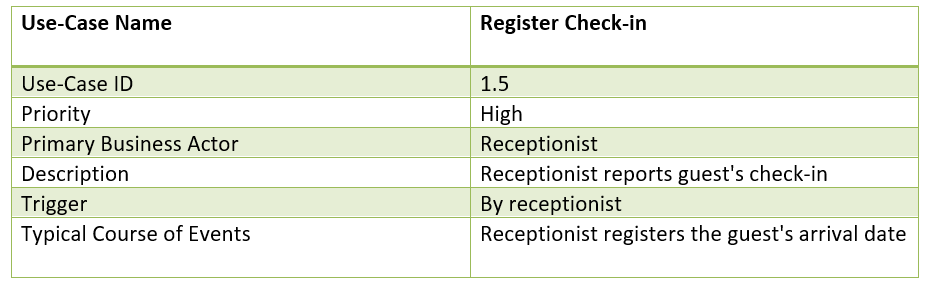 Use-Case Name Register Check-in
Use-Case ID 1.5
Priority High
Primary Business Actor Receptionist
Description Receptionist reports guest's check-in
Trigger By receptionist
Typical Course of Events Receptionist registers the guest's arrival date